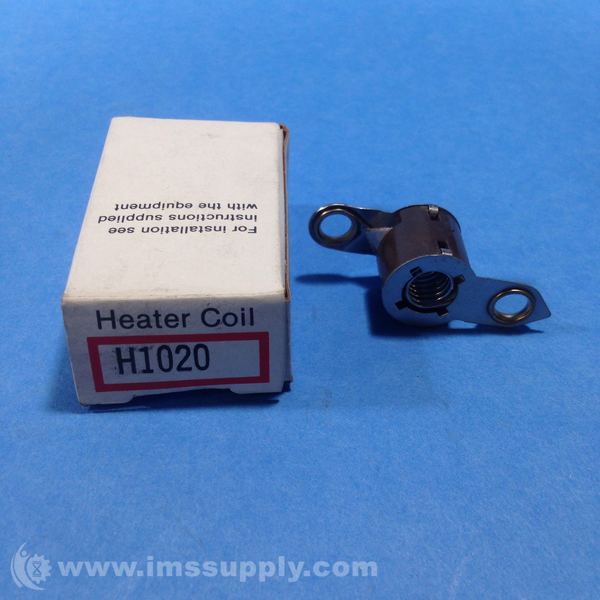 For installation see
instructions supplied
with the equipment
Heater Coil
H1020
www.imssupply.com